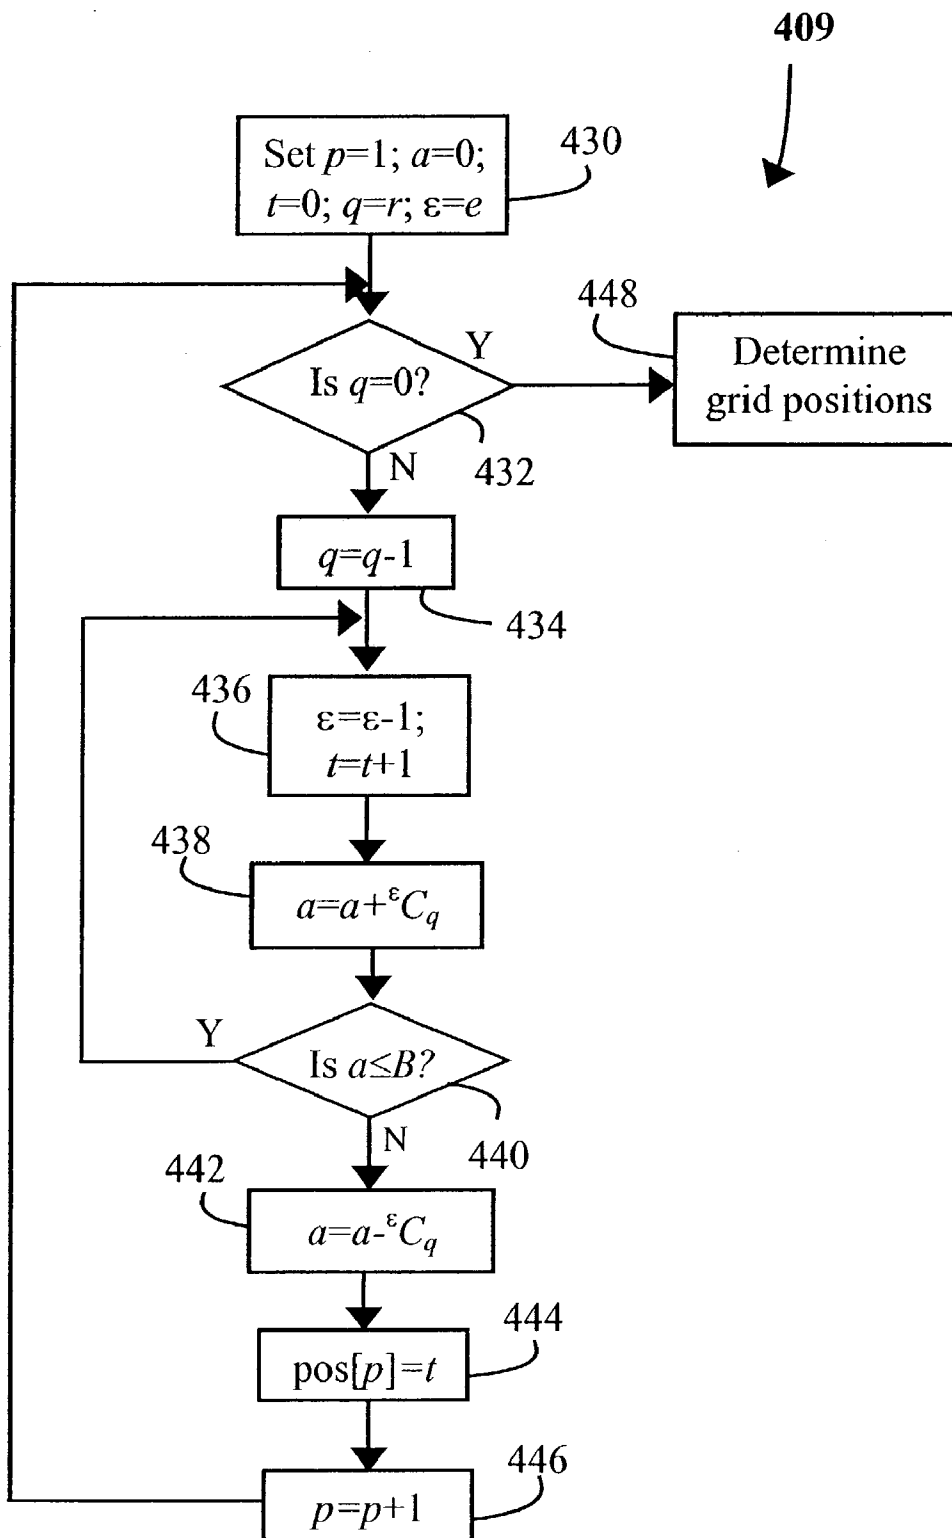 409
Set p=1; a=0;
t=0; q=r; ε=e
430
448
Is q=0?
Y
Determine
grid positions
432
N
q=q-1
434
436
ε=ε-1;
t=t+1
438
a=a+εCq
Y
Is a≤B?
N
440
442
a=a-εCq
444
pos[p]=t
446
p=p+1